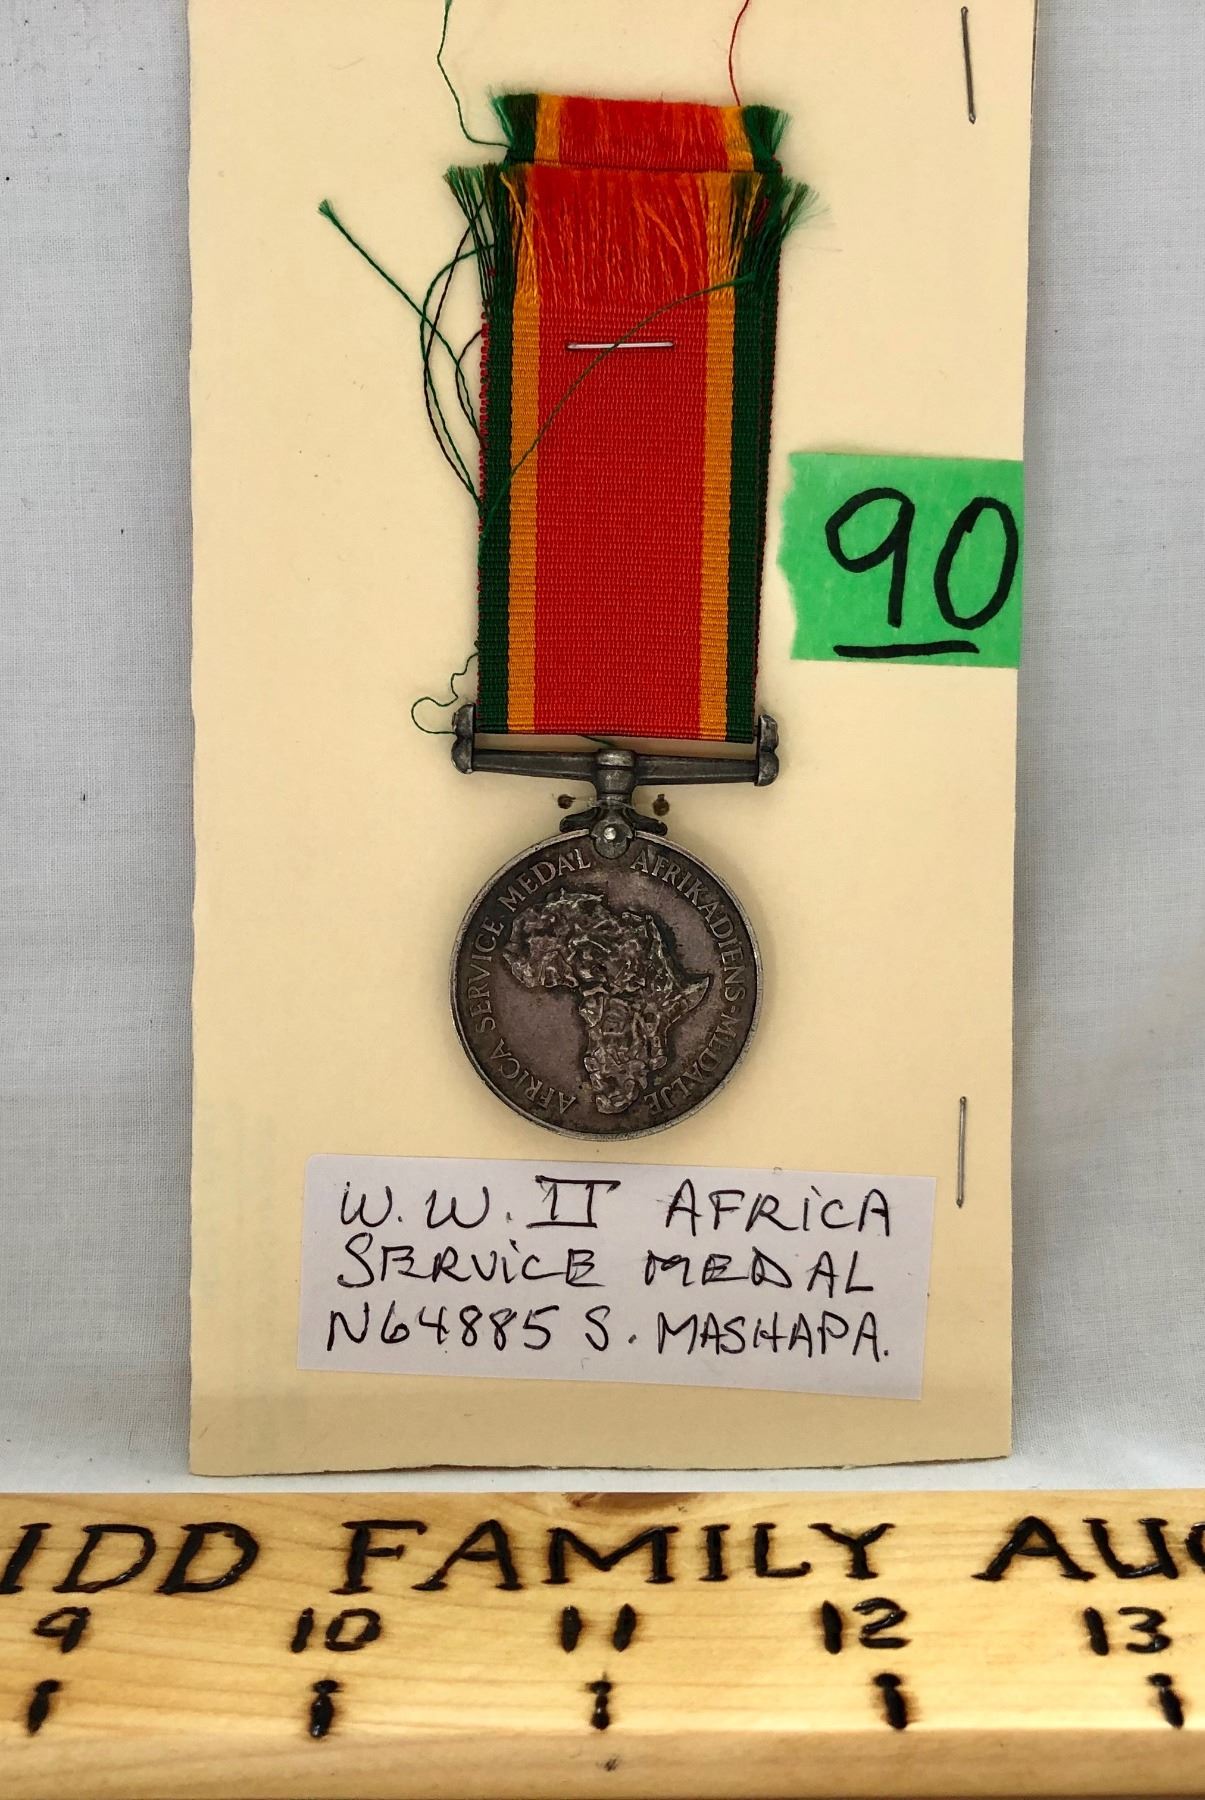 90
AFRICA SERVICE MEDAL
AFRIKADIENS-MEDALJE
W.W. II AFRICA
SERVICE MEDAL
N64885 S. MASHAPA.
IDD FAMILY AUC
9 10 11 12 13